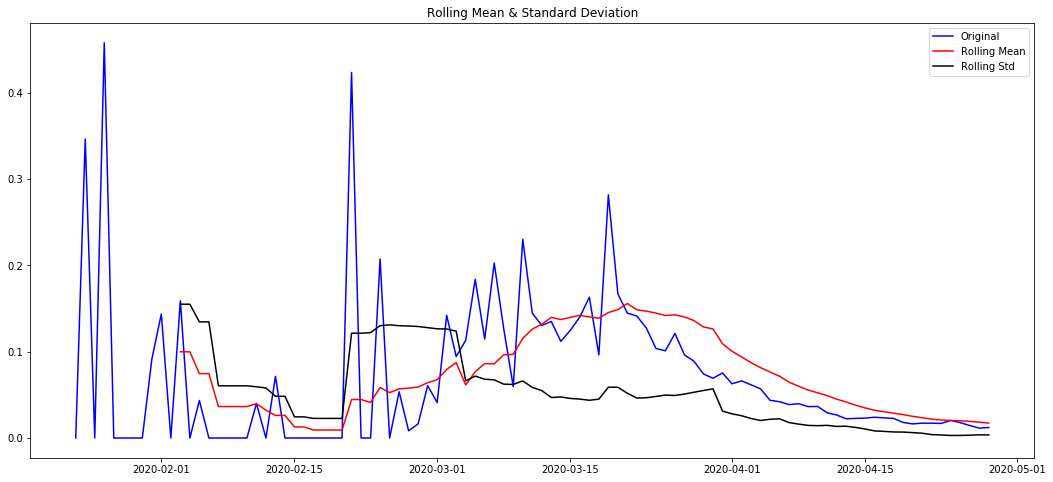 Rolling Mean & Standard Deviation
Original
Rolling Mean
Rolling Std
0.4
0.3
0.2
0.1
0.0
2020-02-01 2020-02-15 2020-03-01 2020-03-15 2020-04-01 2020-04-15 2020-05-01